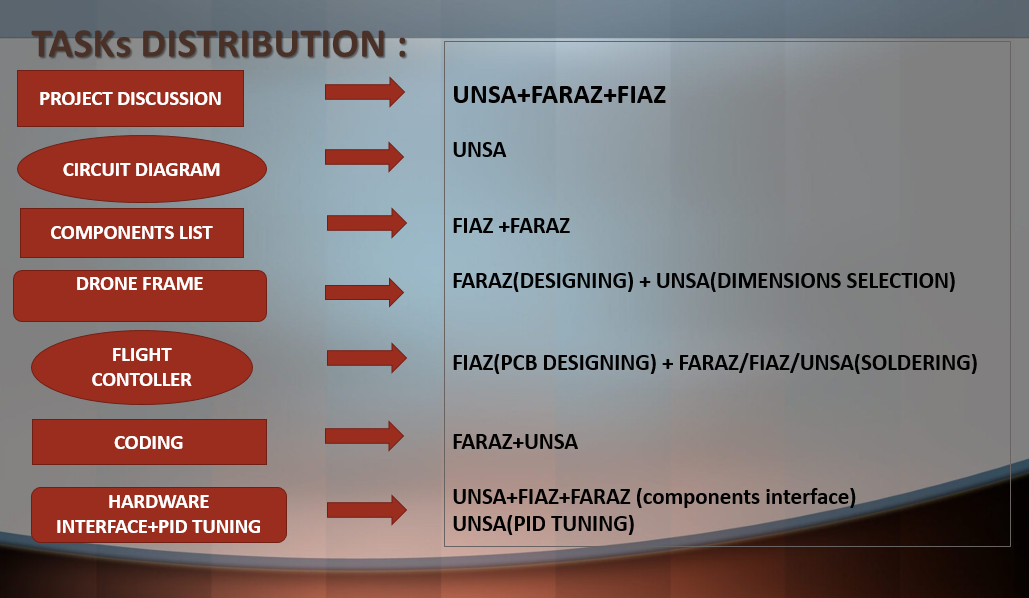 TASKs DISTRIBUTION :
PROJECT DISCUSSION
UNSA+FARAZ+FIAZ
CIRCUIT DIAGRAM
UNSA
COMPONENTS LIST
FIAZ +FARAZ
DRONE FRAME
FARAZ(DESIGNING) + UNSA(DIMENSIONS SELECTION)
FLIGHT
CONTOLLER
FIAZ(PCB DESIGNING) + FARAZ/FIAZ/UNSA(SOLDERING)
CODING
FARAZ+UNSA
HARDWARE
INTERFACE+PID TUNING
UNSA+FIAZ+FARAZ (components interface)
UNSA(PID TUNING)